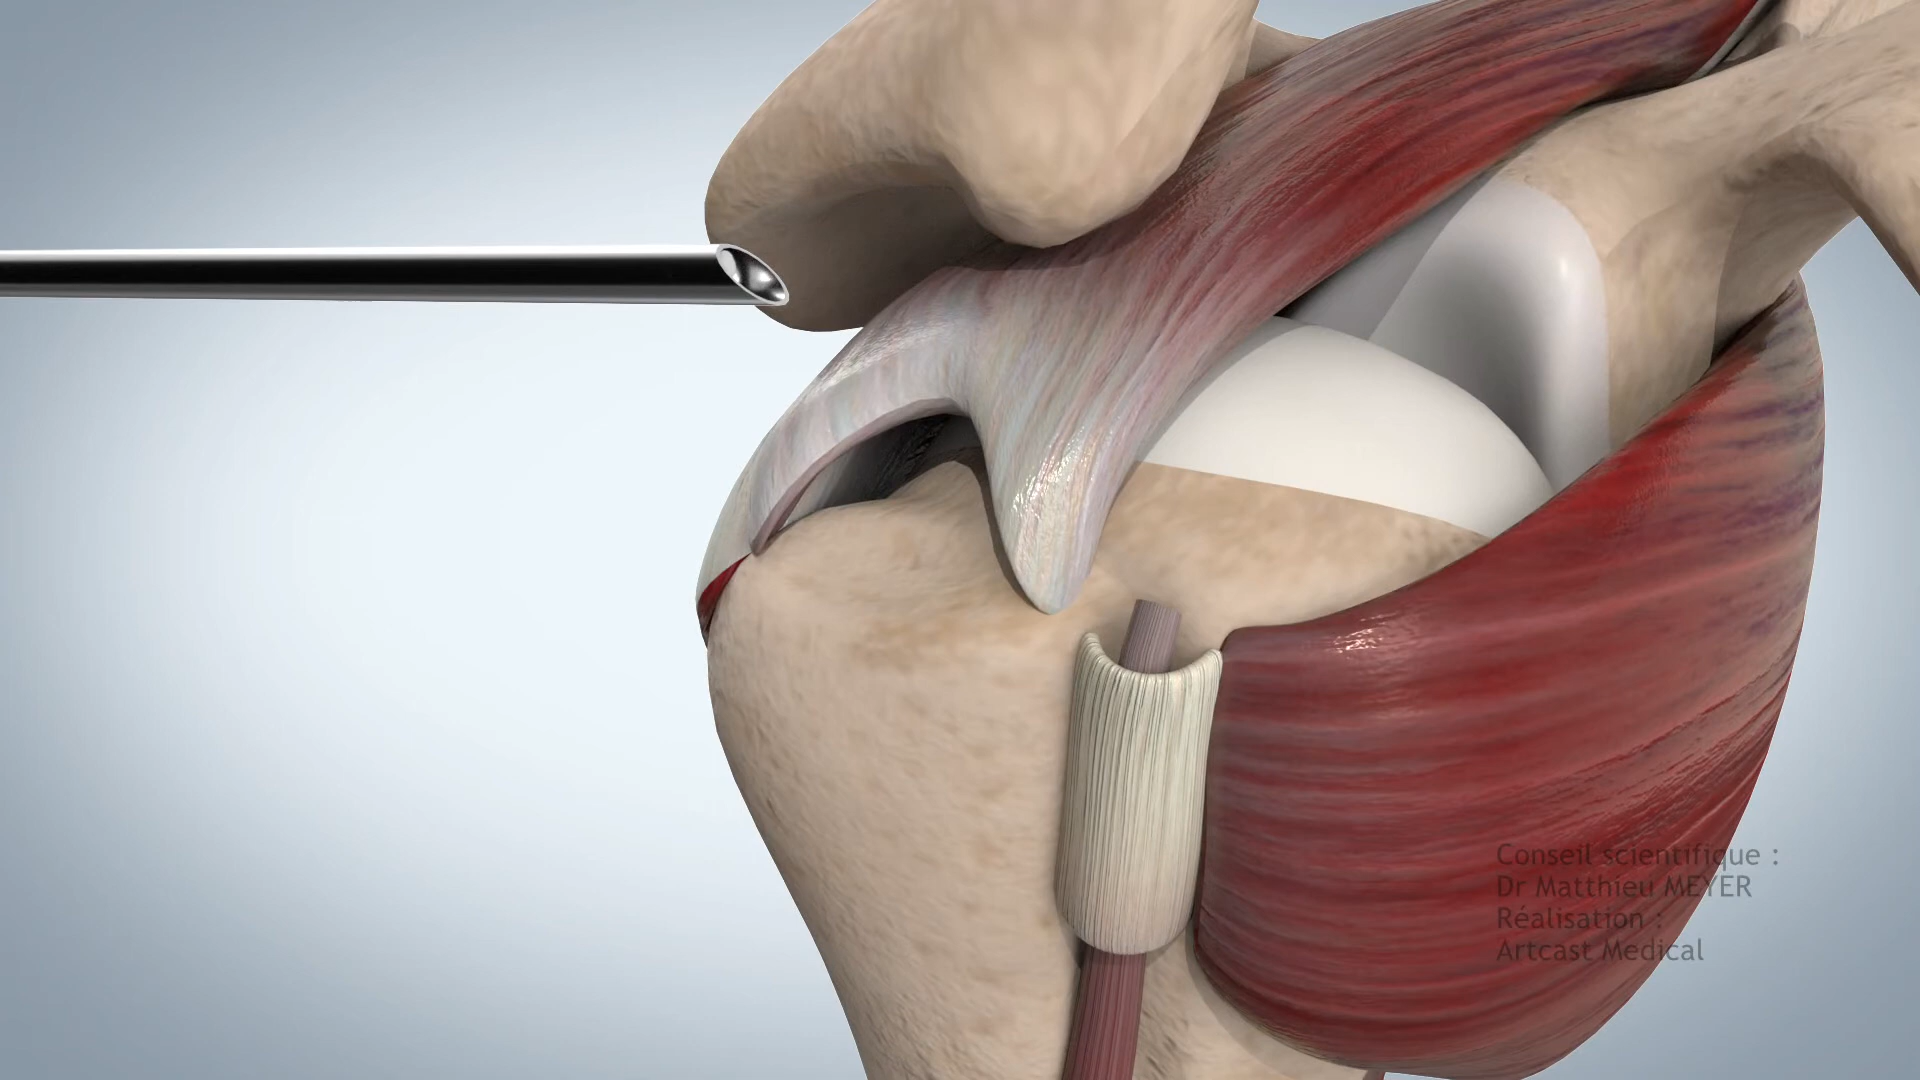 Conseil scientifique :
Dr Matthieu MEYER
Réalisation :
Artcast Medical